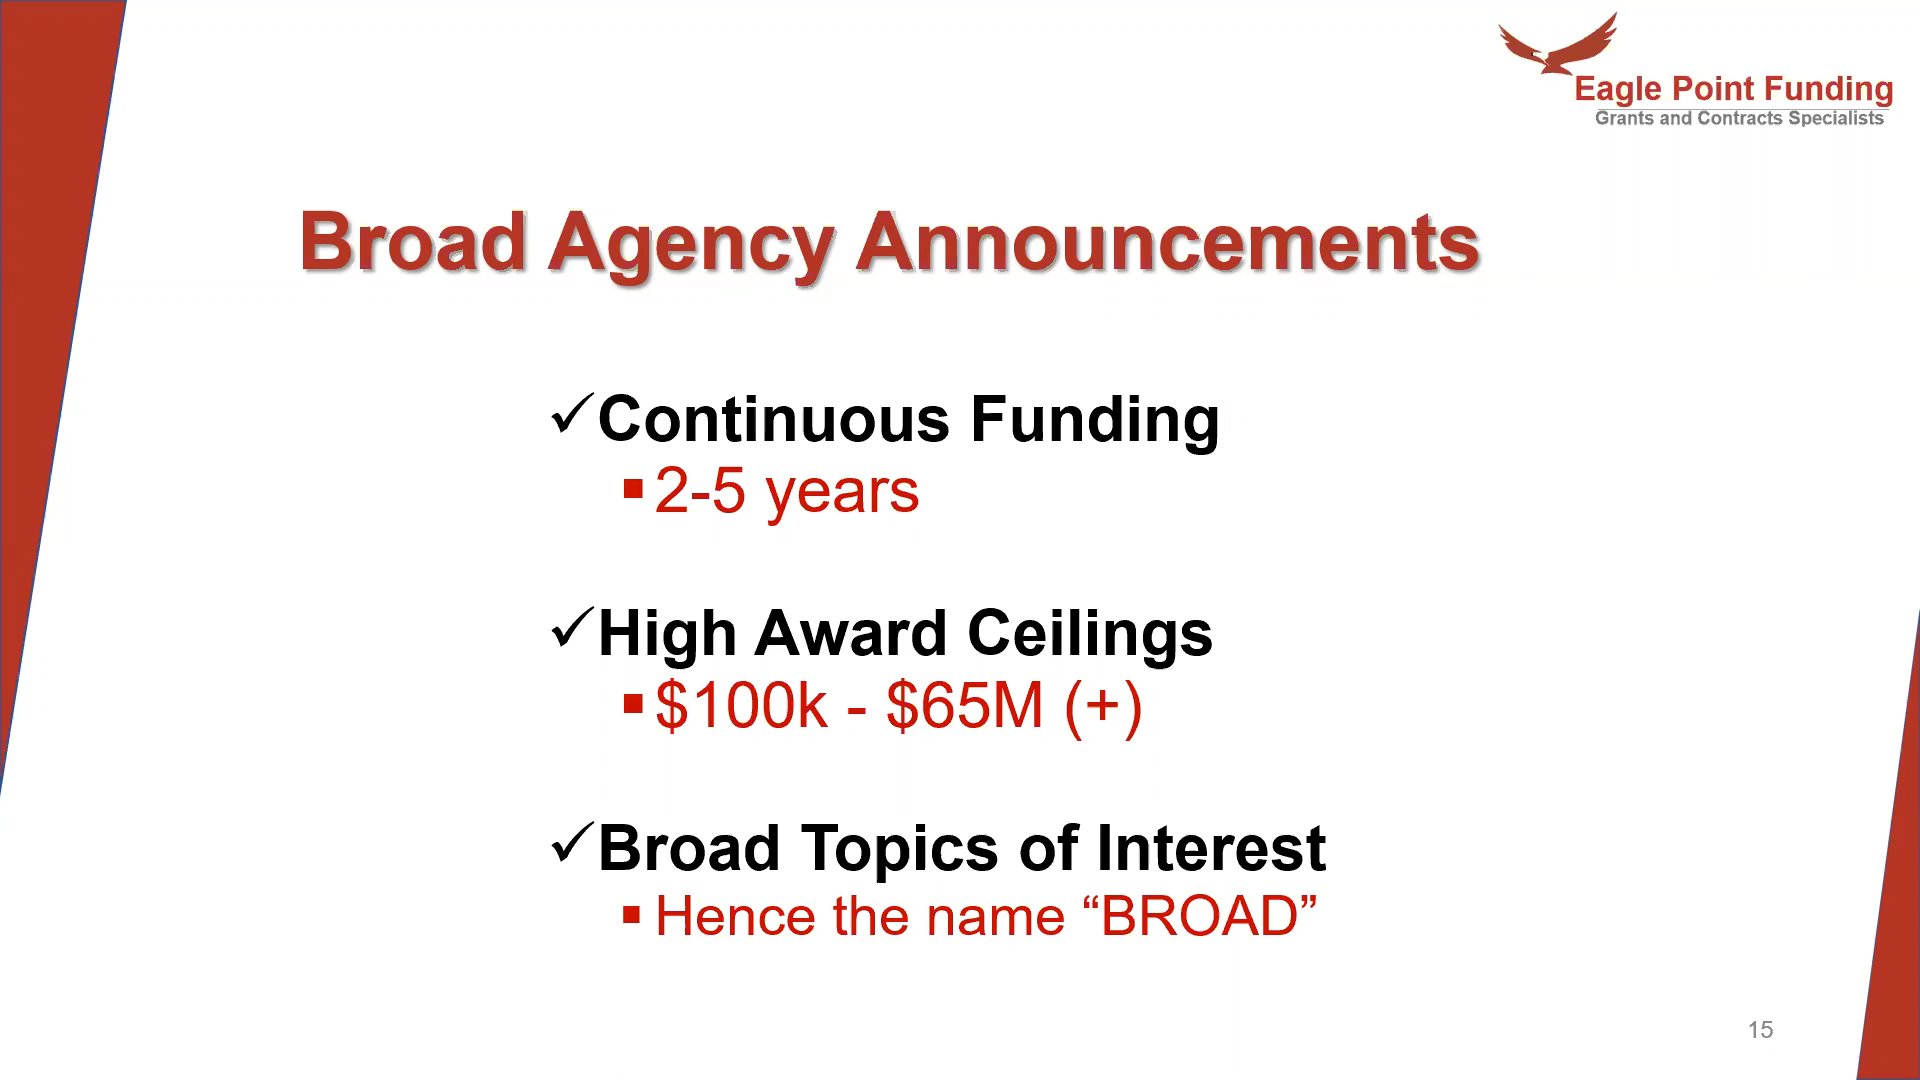 Eagle Point Funding
Grants and Contracts Specialists
Broad Agency Announcements
✓Continuous Funding
▪2-5 years
✓High Award Ceilings
▪$100k - $65M (+)
✓Broad Topics of Interest
▪Hence the name “BROAD”
15